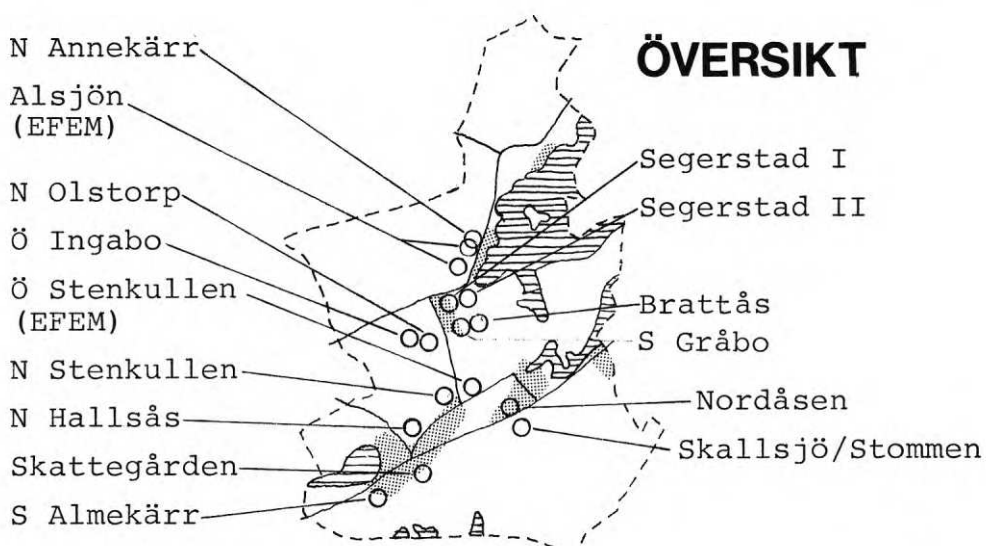 ÖVERSIKT
N Annekärr
Alsjön
(EFEM)
N Olstorp
Ö Ingabo
Ö Stenkullen
(EFEM)
N Stenkullen
N Hallsås
Skattegården
S Almekärr
Segerstad I
Segerstad II
Brattås
S Gråbo
Nordåsen
Skallsjö/Stommen